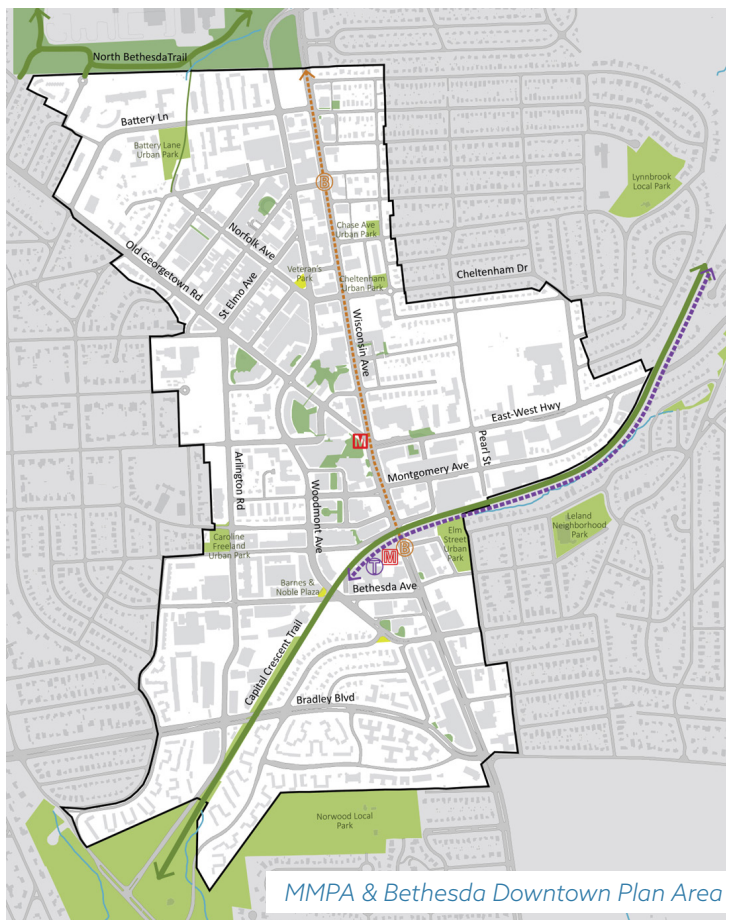 North BethesdaTrail
Battery Ln
Battery Lane
Urban Park
Lynnbrook
Local Park
B
Norfolk Ave
Chase Ave
Urban Park
Old Georgetown Rd
St Elmo Ave
Veteran's
Park
Cheltenham
Urban Park
Cheltenham Dr
Wisconsin Ave
East-West Hwy
M
Pearl St
Montgomery Ave
Arlington Rd
Woodmont Ave
Caroline
Freeland
Urban Park
Elm
Street
Urban
Park
Leland
Neighborhood
Park
B
M
T
Barnes &
Noble Plaza
Bethesda Ave
Capital Crescent Trail
Bradley Blvd
Norwood Local
Park
MMPA & Bethesda Downtown Plan Area